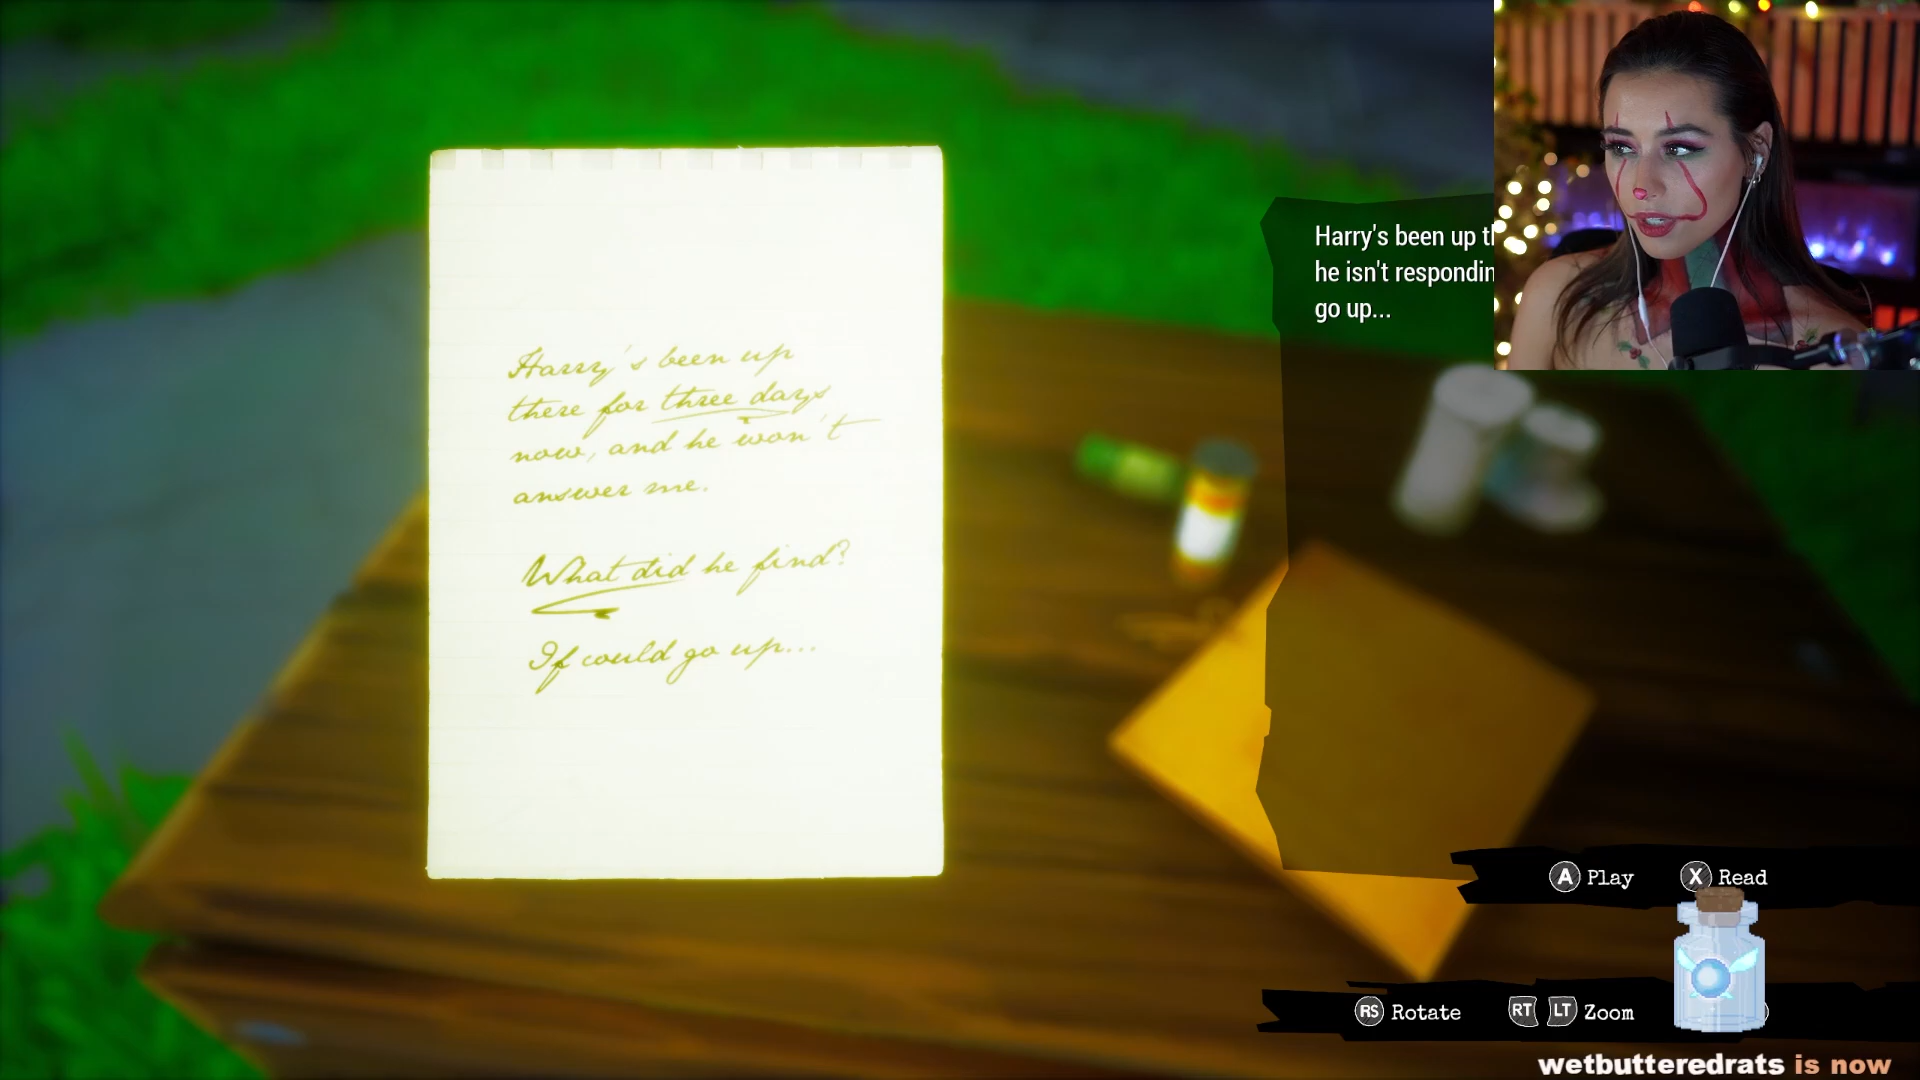 Harry's been up
there for three days
now, and he won't
answer me.
What did he find?
If could go up...
Harry's been up
he isn't
go up...
A Play X Read
RS Rotate RT LT Zoom
wetbutteredrats is now